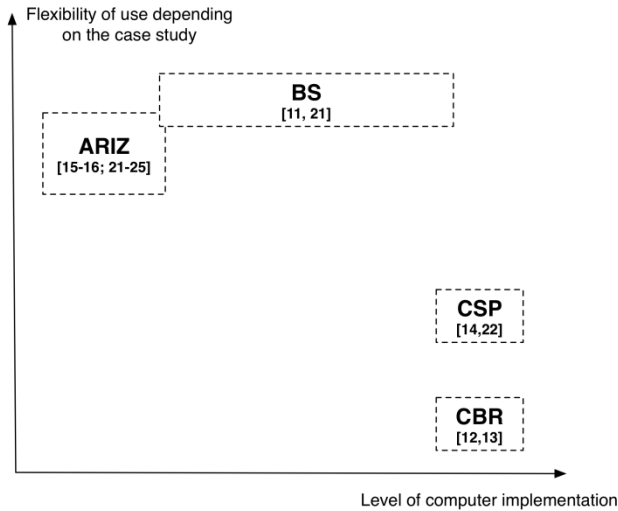 Flexibility of use depending
on the case study
BS
[11, 21]
ARIZ
[15-16; 21-25]
CSP
[14,22]
CBR
[12,13]
Level of computer implementation